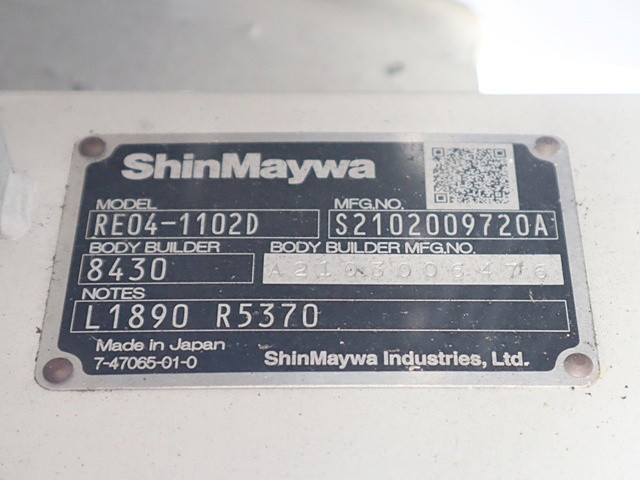 ShinMaywa
MODEL MFG.NO.
RE04-1102D S2102009720A
BODY BUILDER BODY BUILDER MFG.NO.
8430
NOTES
L1890 R5370
Made in Japan
7-47065-01-0 ShinMaywa Industries, Ltd.